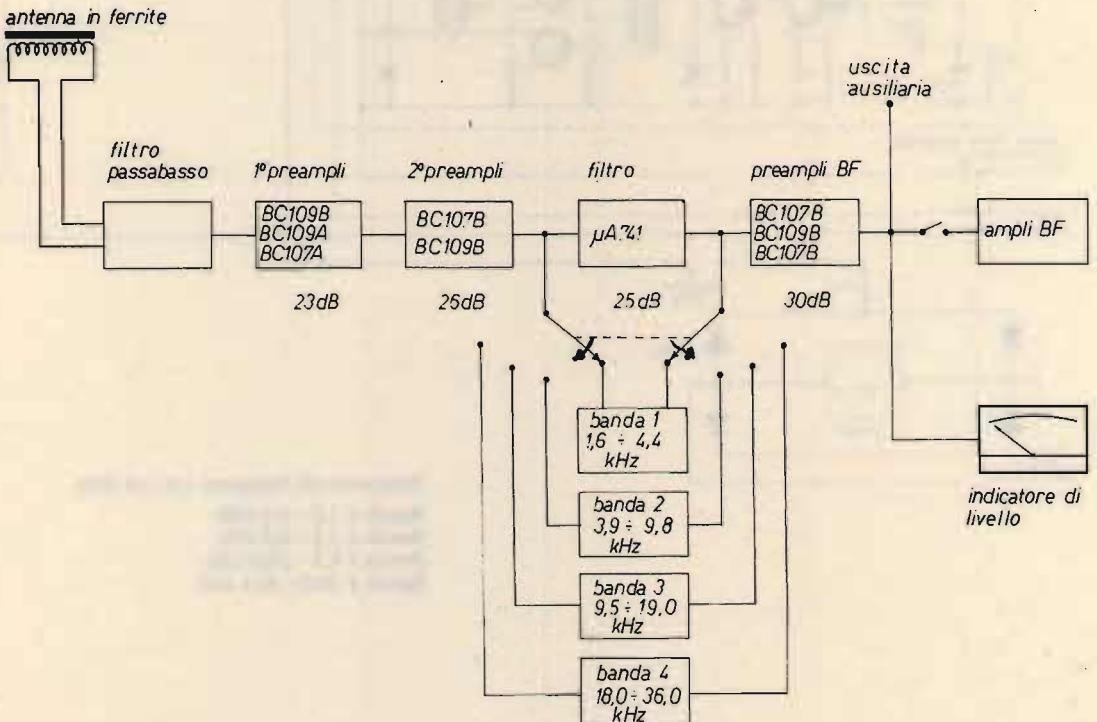 antenna in ferrite
uscita
ausiliaria
filtro
passabasso
1º preampli
2º preampli
filtro
preampli BF
BC109B
BC109A
BC107A
BC107B
BC109B
µA741
BC107B
BC109B
BC107B
ampli BF
23dB
26dB
25dB
30dB
banda 1
1,6 ÷ 4,4
kHz
banda 2
3,9 ÷ 9,8
kHz
banda 3
9,5 ÷ 19,0
kHz
banda 4
18,0 ÷ 36,0
kHz
indicatore di
livello